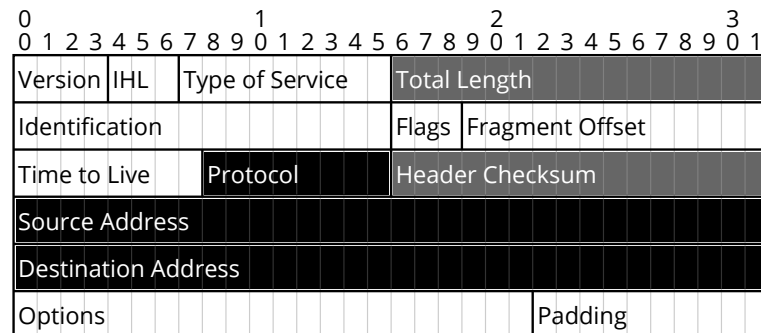 0 1 2 3
0 1 2 3 4 5 6 7 8 9 0 1 2 3 4 5 6 7 8 9 0 1 2 3 4 5 6 7 8 9 0 1
Version IHL Type of Service Total Length
Identification Flags Fragment Offset
Time to Live Protocol Header Checksum
Source Address
Destination Address
Options Padding